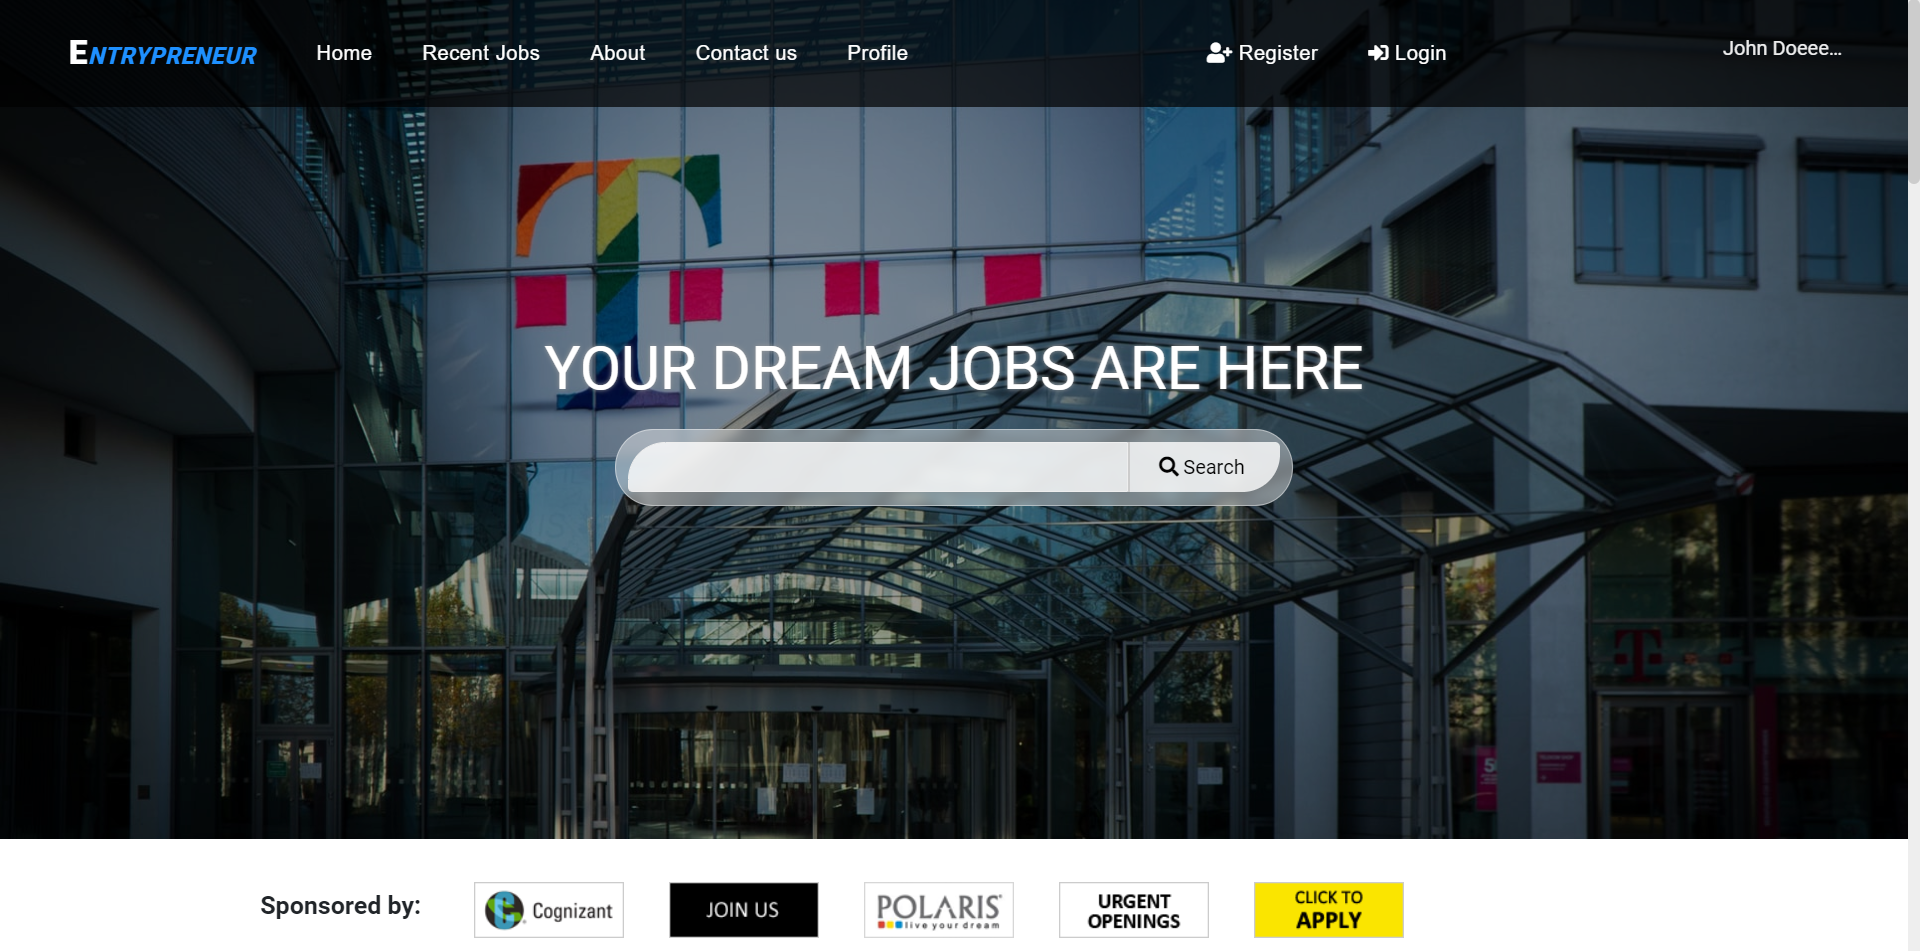 ENTRYPRENEUR
Home
Recent Jobs
About
Contact us
Profile
Register
Login
John Doeee...
T
YOUR DREAM JOBS ARE HERE
Search
T
Sponsored by:
Cognizant
JOIN US
POLARIS
live your dream
URGENT
OPENINGS
CLICK TO
APPLY